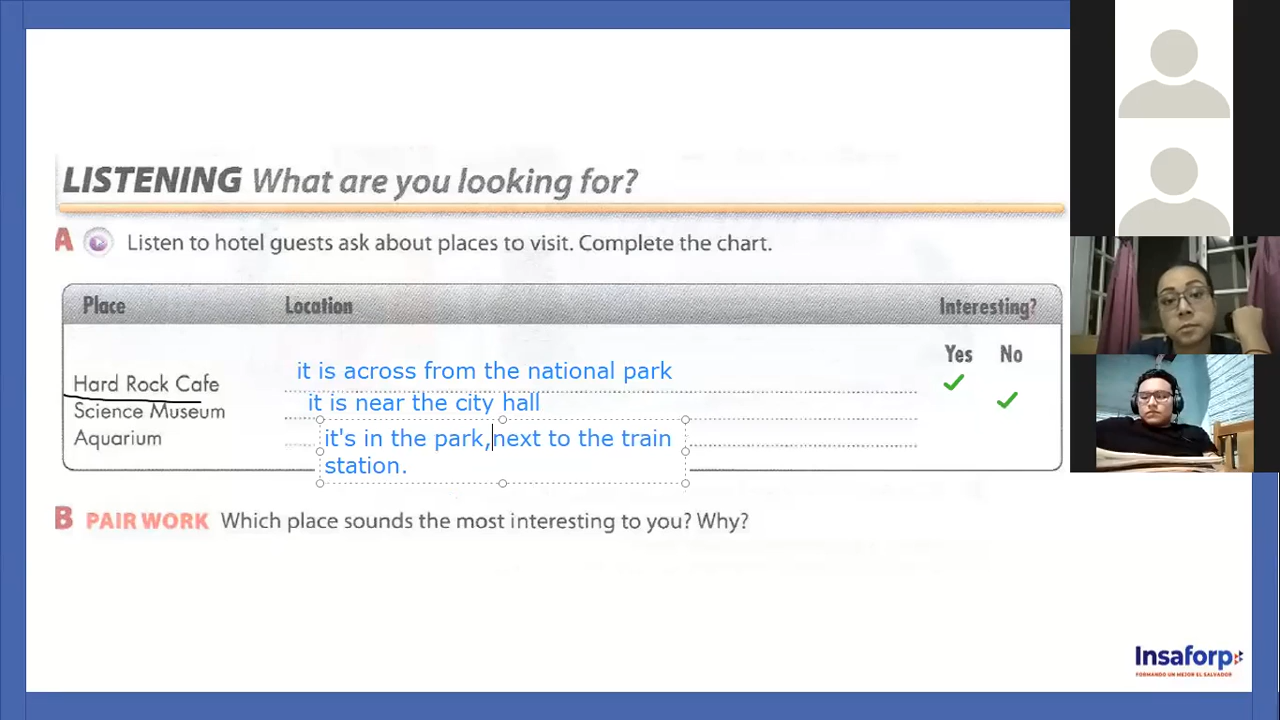 LISTENING What are you looking for?
A Listen to hotel guests ask about places to visit. Complete the chart.
Place Location Interesting?
Yes No
Hard Rock Cafe it is across from the national park
Science Museum it is near the city hall
Aquarium it's in the park,next to the train
station.
B PAIR WORK Which place sounds the most interesting to you? Why?
Insaforp
FORMANDO UN MEJOR EL SALVADOR